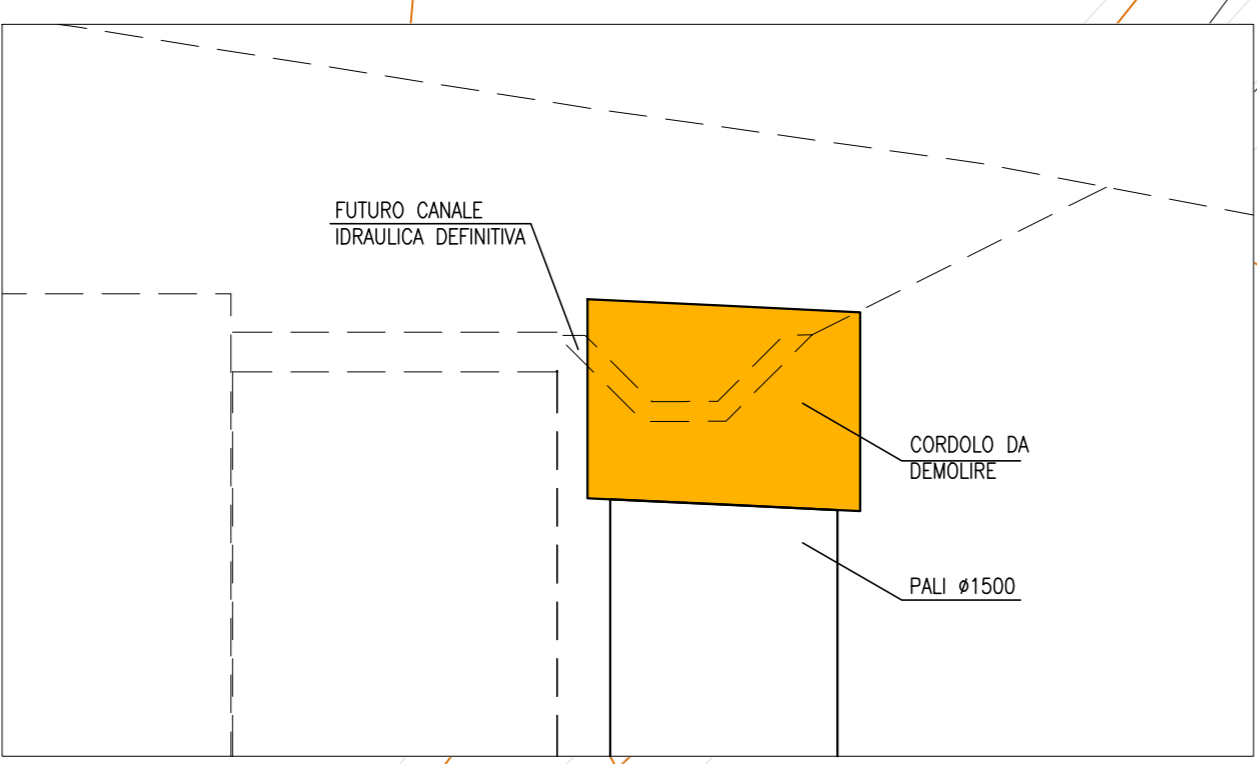 FUTURO CANALE
IDRAULICA DEFINITIVA
CORDOLO DA
DEMOLIRE
PALI ø1500